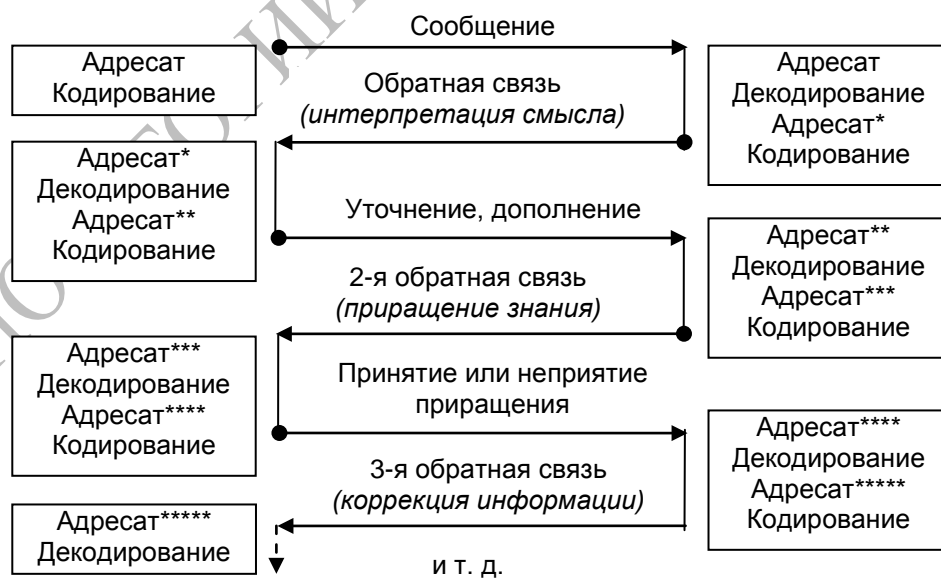 Сообщение
Адресат
Кодирование
Адресат
Декодирование
Адресат*
Кодирование
Обратная связь
(интерпретация смысла)
Адресат*
Декодирование
Адресат**
Кодирование
Уточнение, дополнение
Адресат**
Декодирование
Адресат***
Кодирование
2-я обратная связь
(приращение знания)
Адресат***
Декодирование
Адресат****
Кодирование
Принятие или неприятие
приращения
Адресат****
Декодирование
Адресат*****
Кодирование
3-я обратная связь
(коррекция информации)
Адресат*****
Декодирование
и т. д.